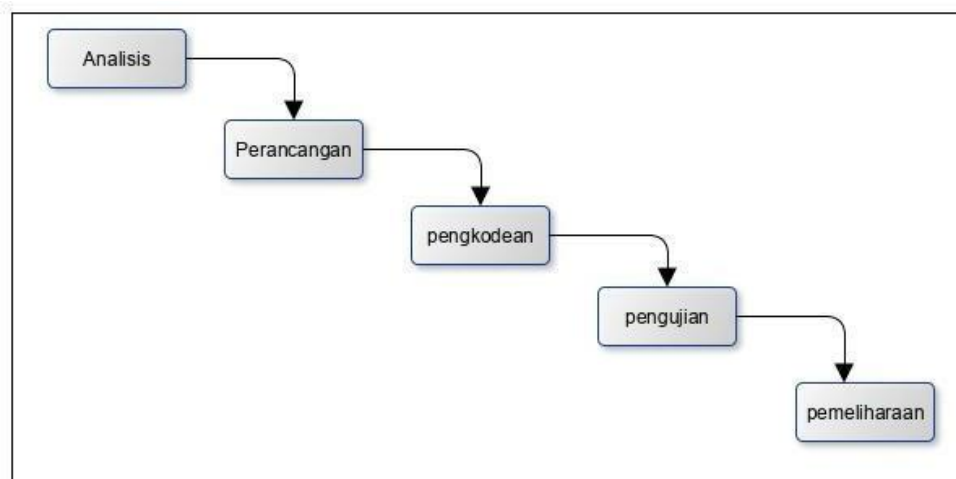 Analisis
Perancangan
pengkodean
pengujian
pemeliharaan